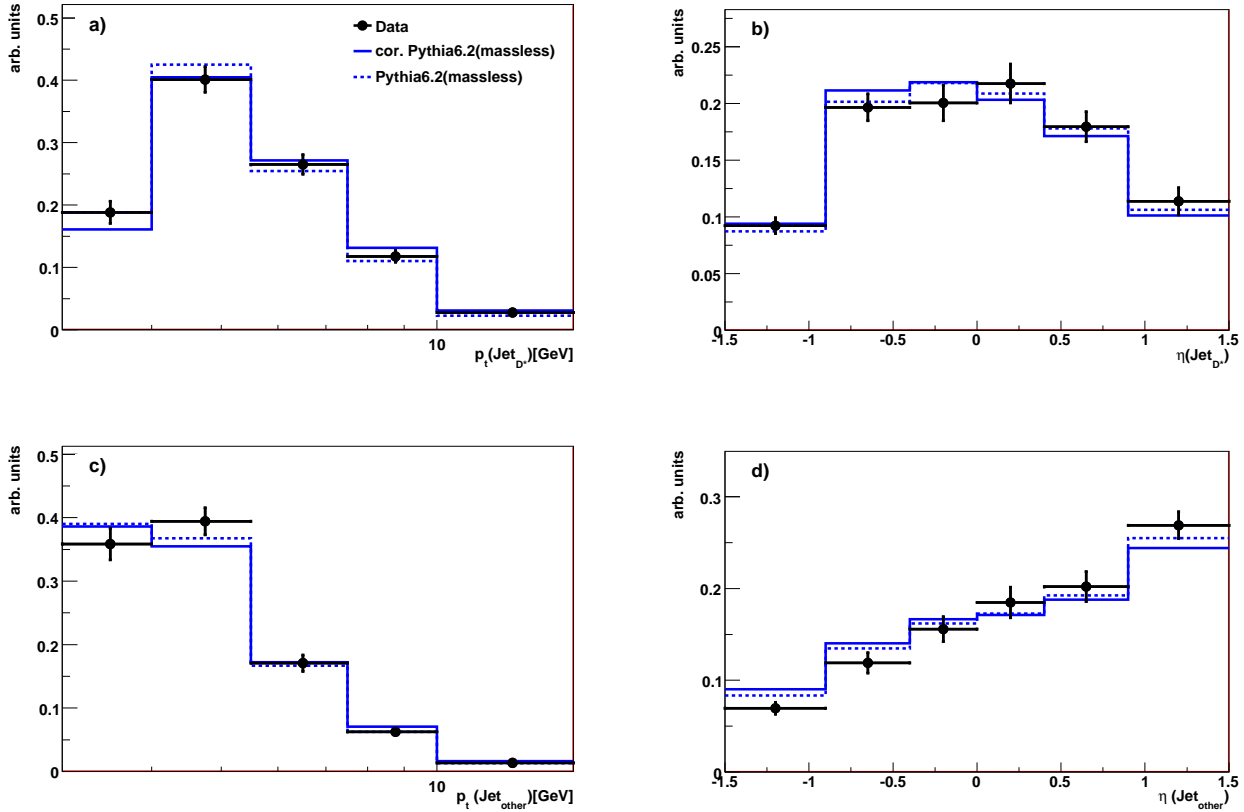 arb. units
0.5
0.4
0.3
0.2
0.1
0
a)
Data
cor. Pythia6.2(massless)
Pythia6.2(massless)
10
p_t(Jet_D*)[GeV]
arb. units
0.25
0.2
0.15
0.1
0.05
0
b)
-1.5 -1 -0.5 0 0.5 1 1.5
η(Jet_D*)
arb. units
0.5
0.4
0.3
0.2
0.1
0
c)
10
p_t (Jet_other)[GeV]
arb. units
0.3
0.2
0.1
0
d)
-1.5 -1 -0.5 0 0.5 1 1.5
η (Jet_other)